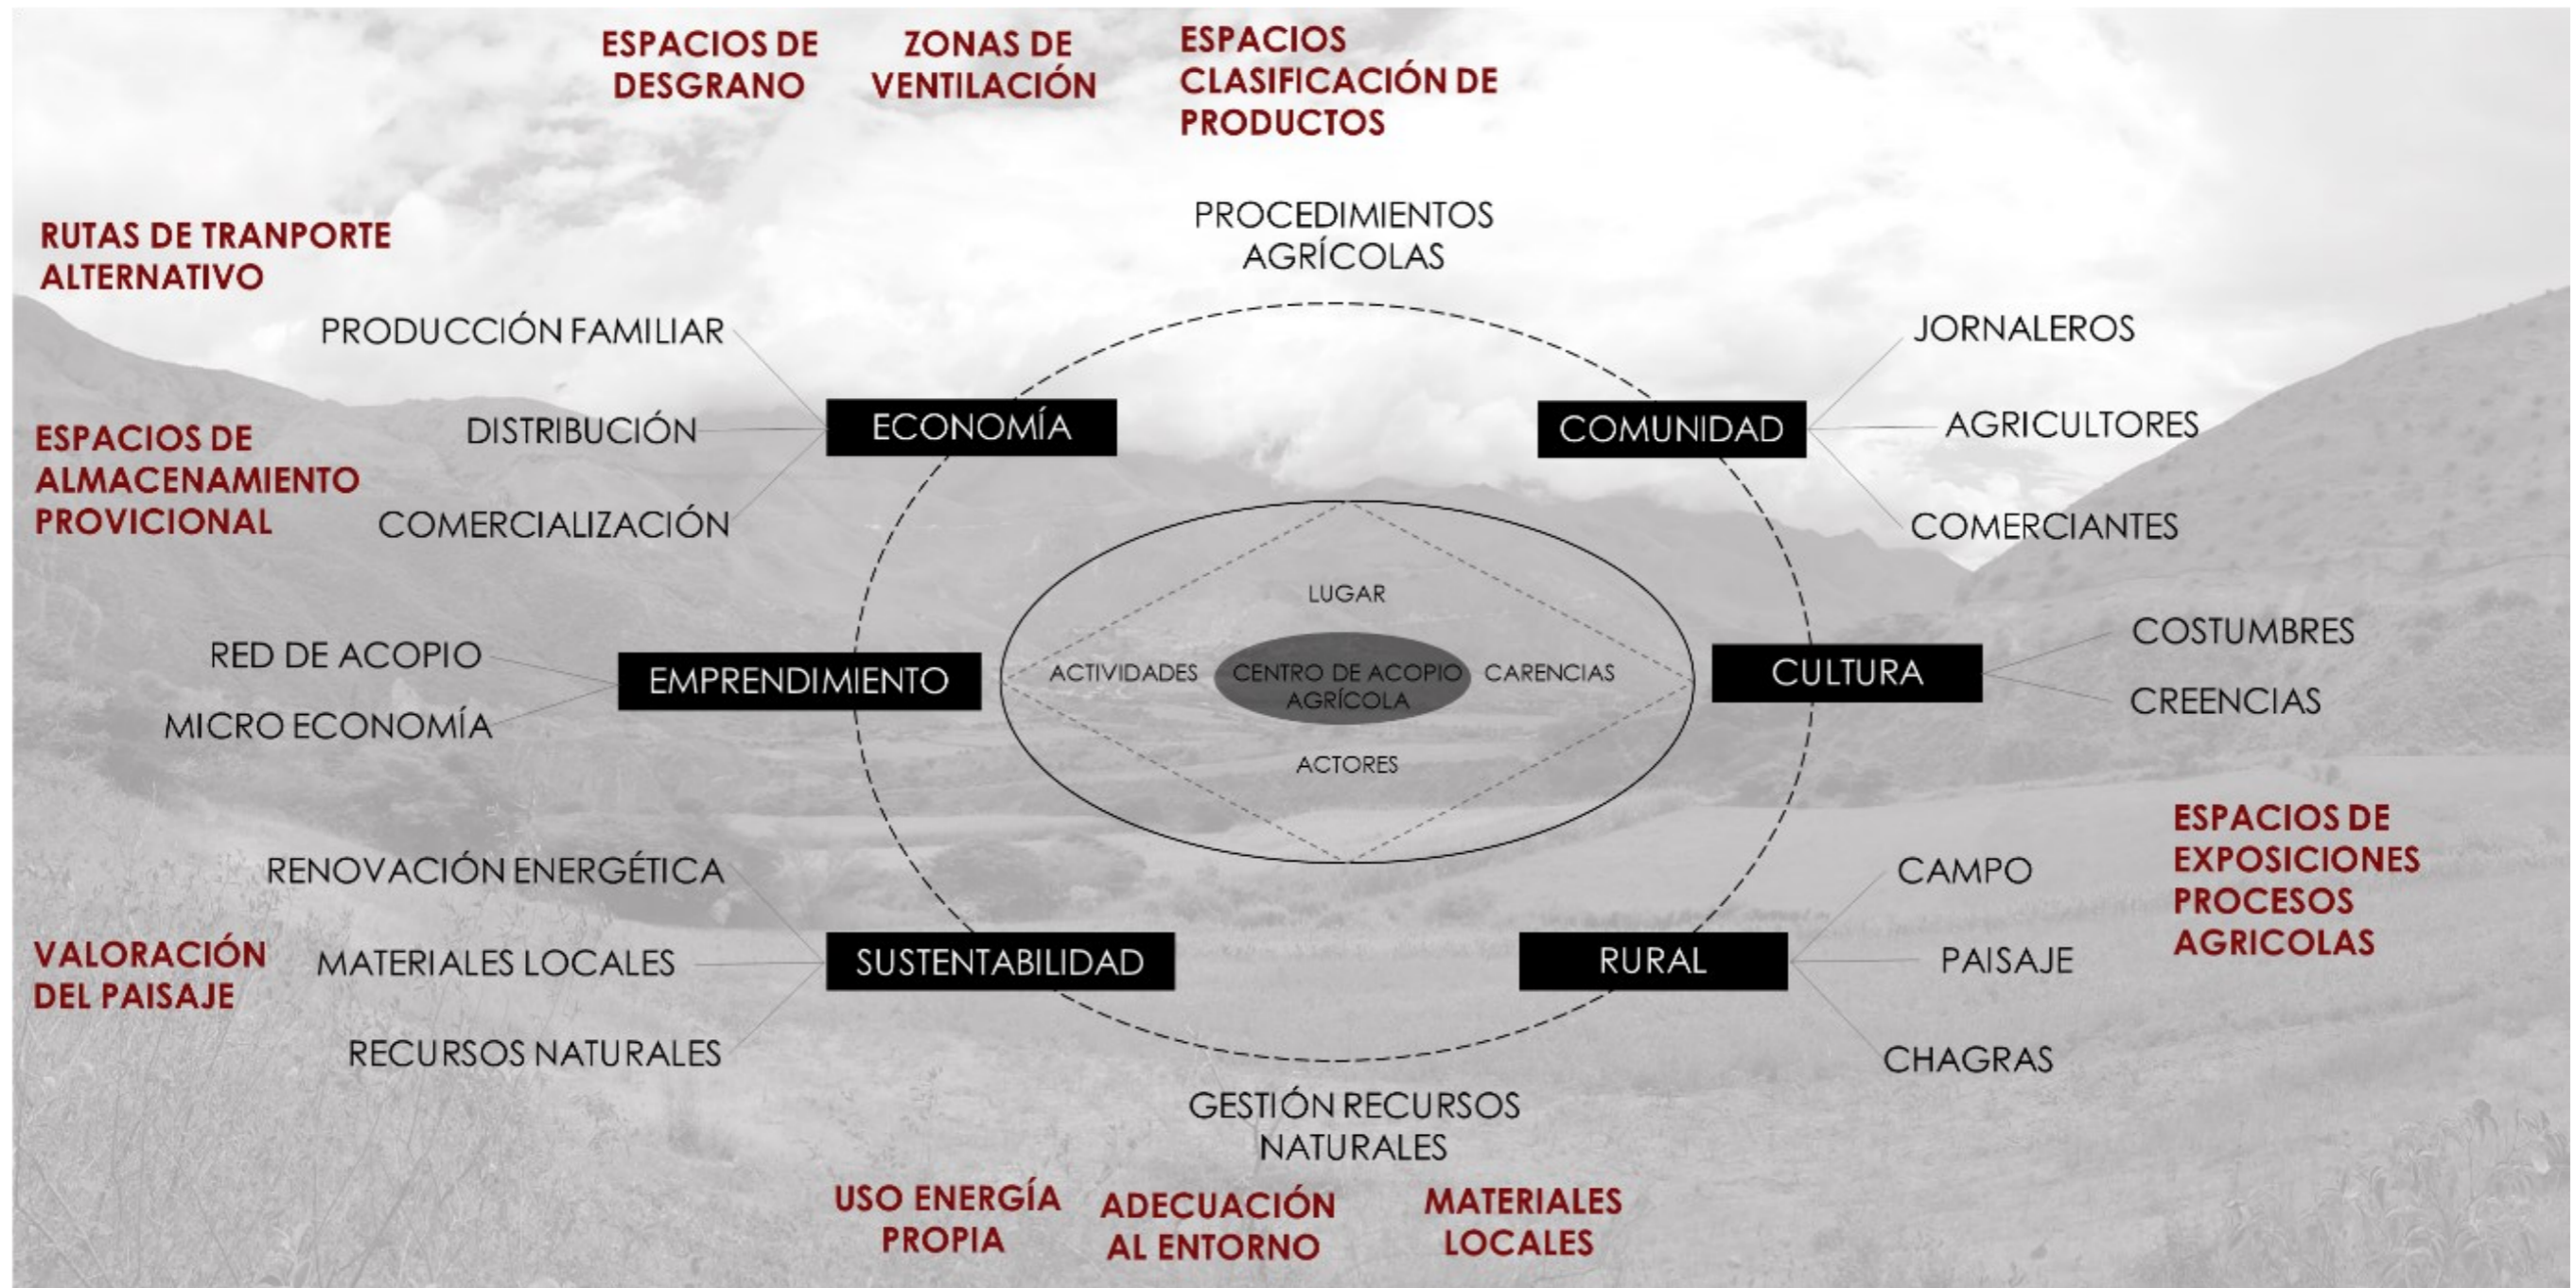 ESPACIOS DE
DESGRANO
ZONAS DE
VENTILACIÓN
ESPACIOS
CLASIFICACIÓN DE
PRODUCTOS
PROCEDIMIENTOS
AGRÍCOLAS
RUTAS DE TRANPORTE
ALTERNATIVO
PRODUCCIÓN FAMILIAR
DISTRIBUCIÓN
COMERCIALIZACIÓN
ECONOMÍA
ESPACIOS DE
ALMACENAMIENTO
PROVICIONAL
COMUNIDAD
JORNALEROS
AGRICULTORES
COMERCIANTES
RED DE ACOPIO
MICRO ECONOMÍA
EMPRENDIMIENTO
LUGAR
ACTIVIDADES
CENTRO DE ACOPIO
AGRÍCOLA
CARENCIAS
ACTORES
CULTURA
COSTUMBRES
CREENCIAS
RENOVACIÓN ENERGÉTICA
MATERIALES LOCALES
RECURSOS NATURALES
SUSTENTABILIDAD
VALORACIÓN
DEL PAISAJE
RURAL
CAMPO
PAISAJE
CHAGRAS
ESPACIOS DE
EXPOSICIONES
PROCESOS
AGRICOLAS
GESTIÓN RECURSOS
NATURALES
USO ENERGÍA
PROPIA
ADECUACIÓN
AL ENTORNO
MATERIALES
LOCALES